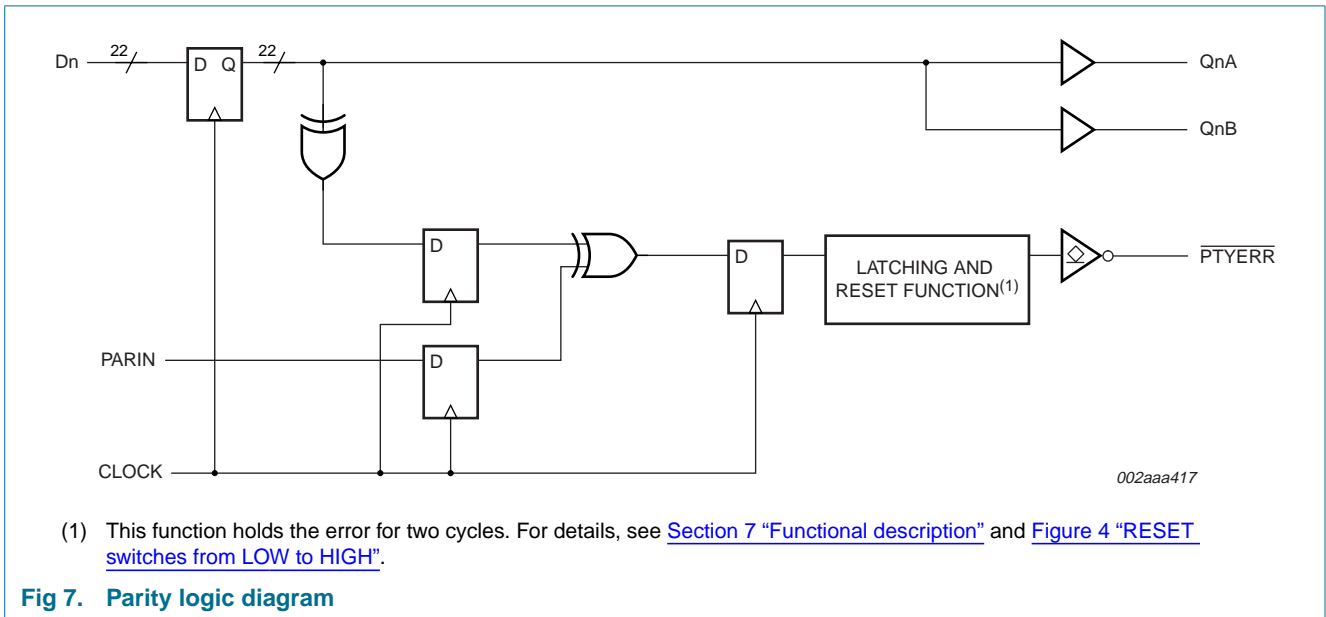 Dn 22 D Q 22 QnA
QnB
D D LATCHING AND
RESET FUNCTION(1) PTYERR
PARIN D
CLOCK
002aaa417
(1) This function holds the error for two cycles. For details, see Section 7 “Functional description” and Figure 4 “RESET
switches from LOW to HIGH”.
Fig 7. Parity logic diagram